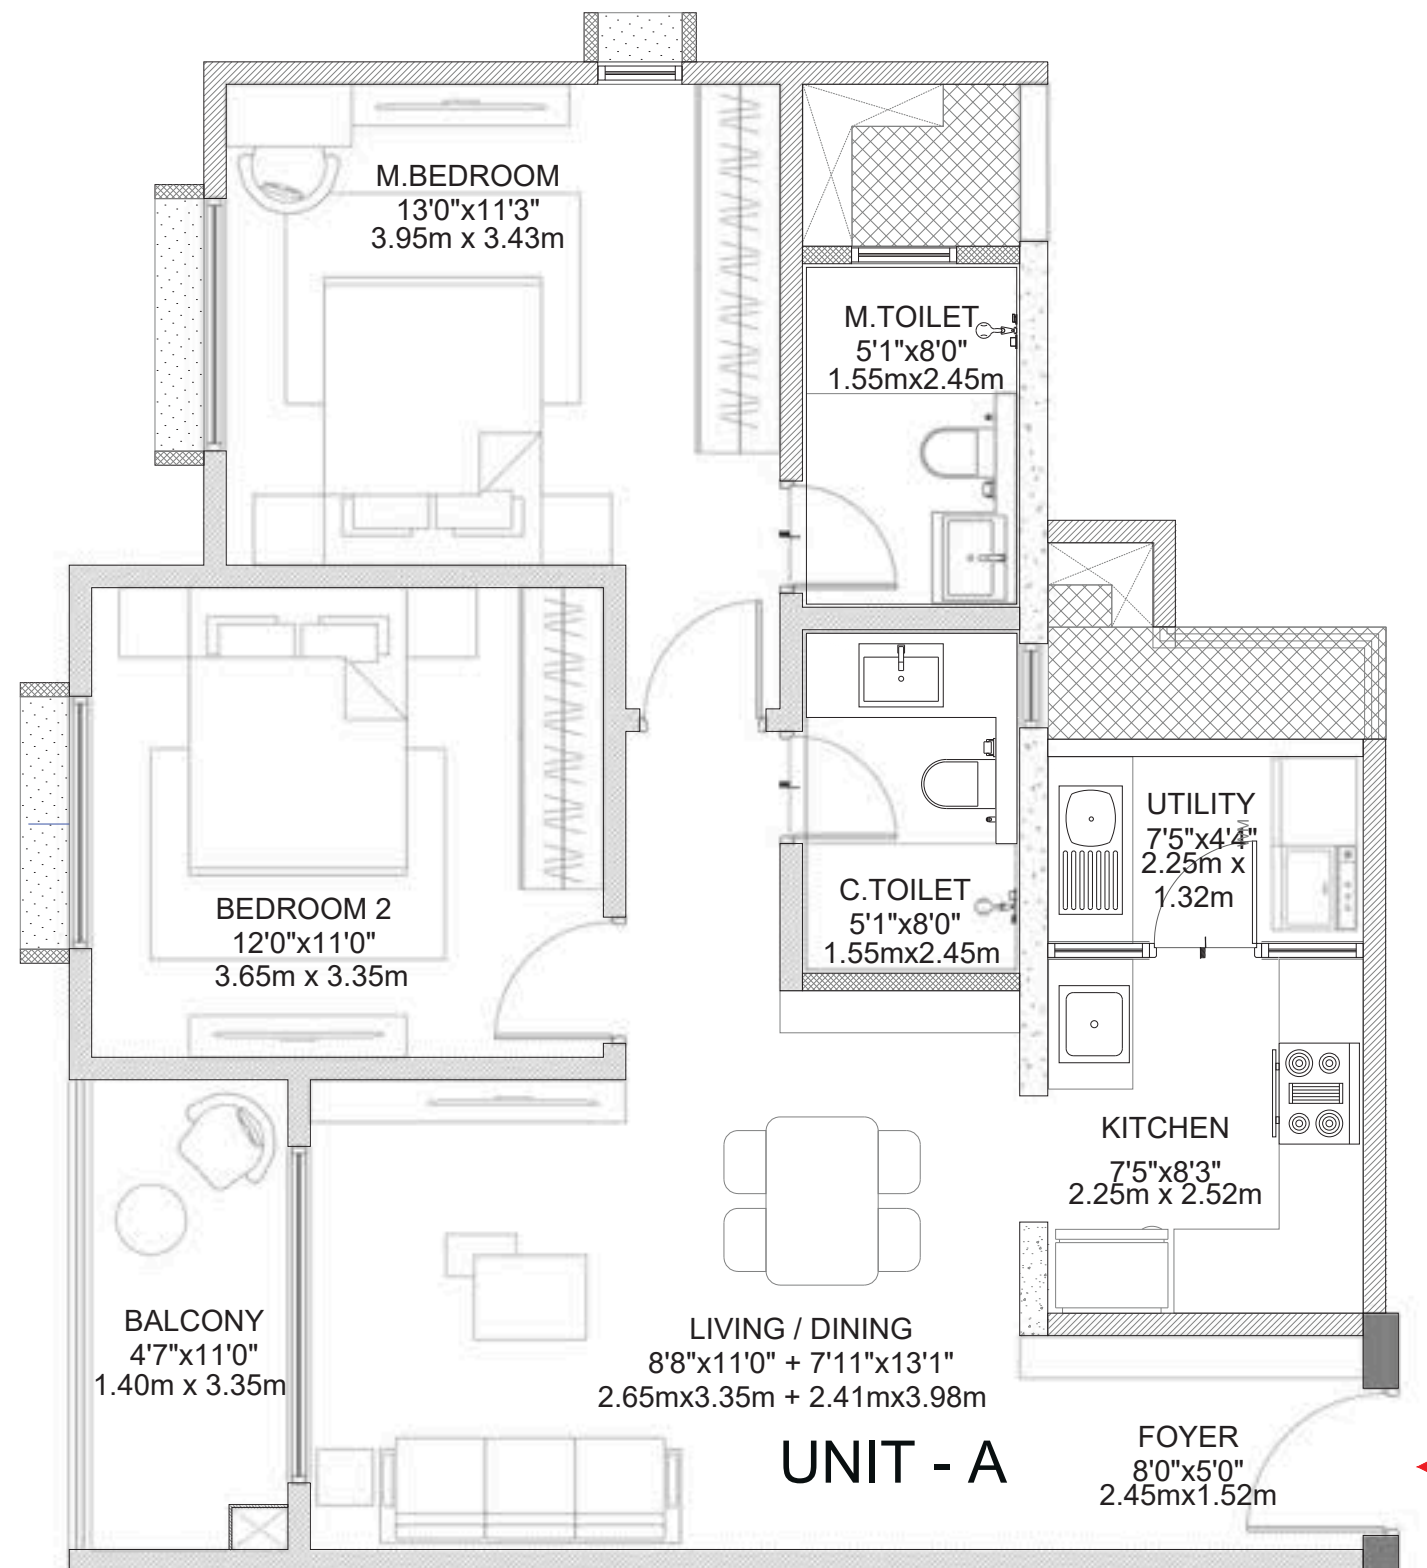 M.BEDROOM
13'0"x11'3"
3.95m x 3.43m
M.TOILET
5'1"x8'0"
1.55mx2.45m
UTILITY
7'5"x4'4"
2.25m x
1.32m
WM
C.TOILET
5'1"x8'0"
1.55mx2.45m
BEDROOM 2
12'0"x11'0"
3.65m x 3.35m
KITCHEN
7'5"x8'3"
2.25m x 2.52m
BALCONY
4'7"x11'0"
1.40m x 3.35m
LIVING / DINING
8'8"x11'0" + 7'11"x13'1"
2.65mx3.35m + 2.41mx3.98m
UNIT - A
FOYER
8'0"x5'0"
2.45mx1.52m